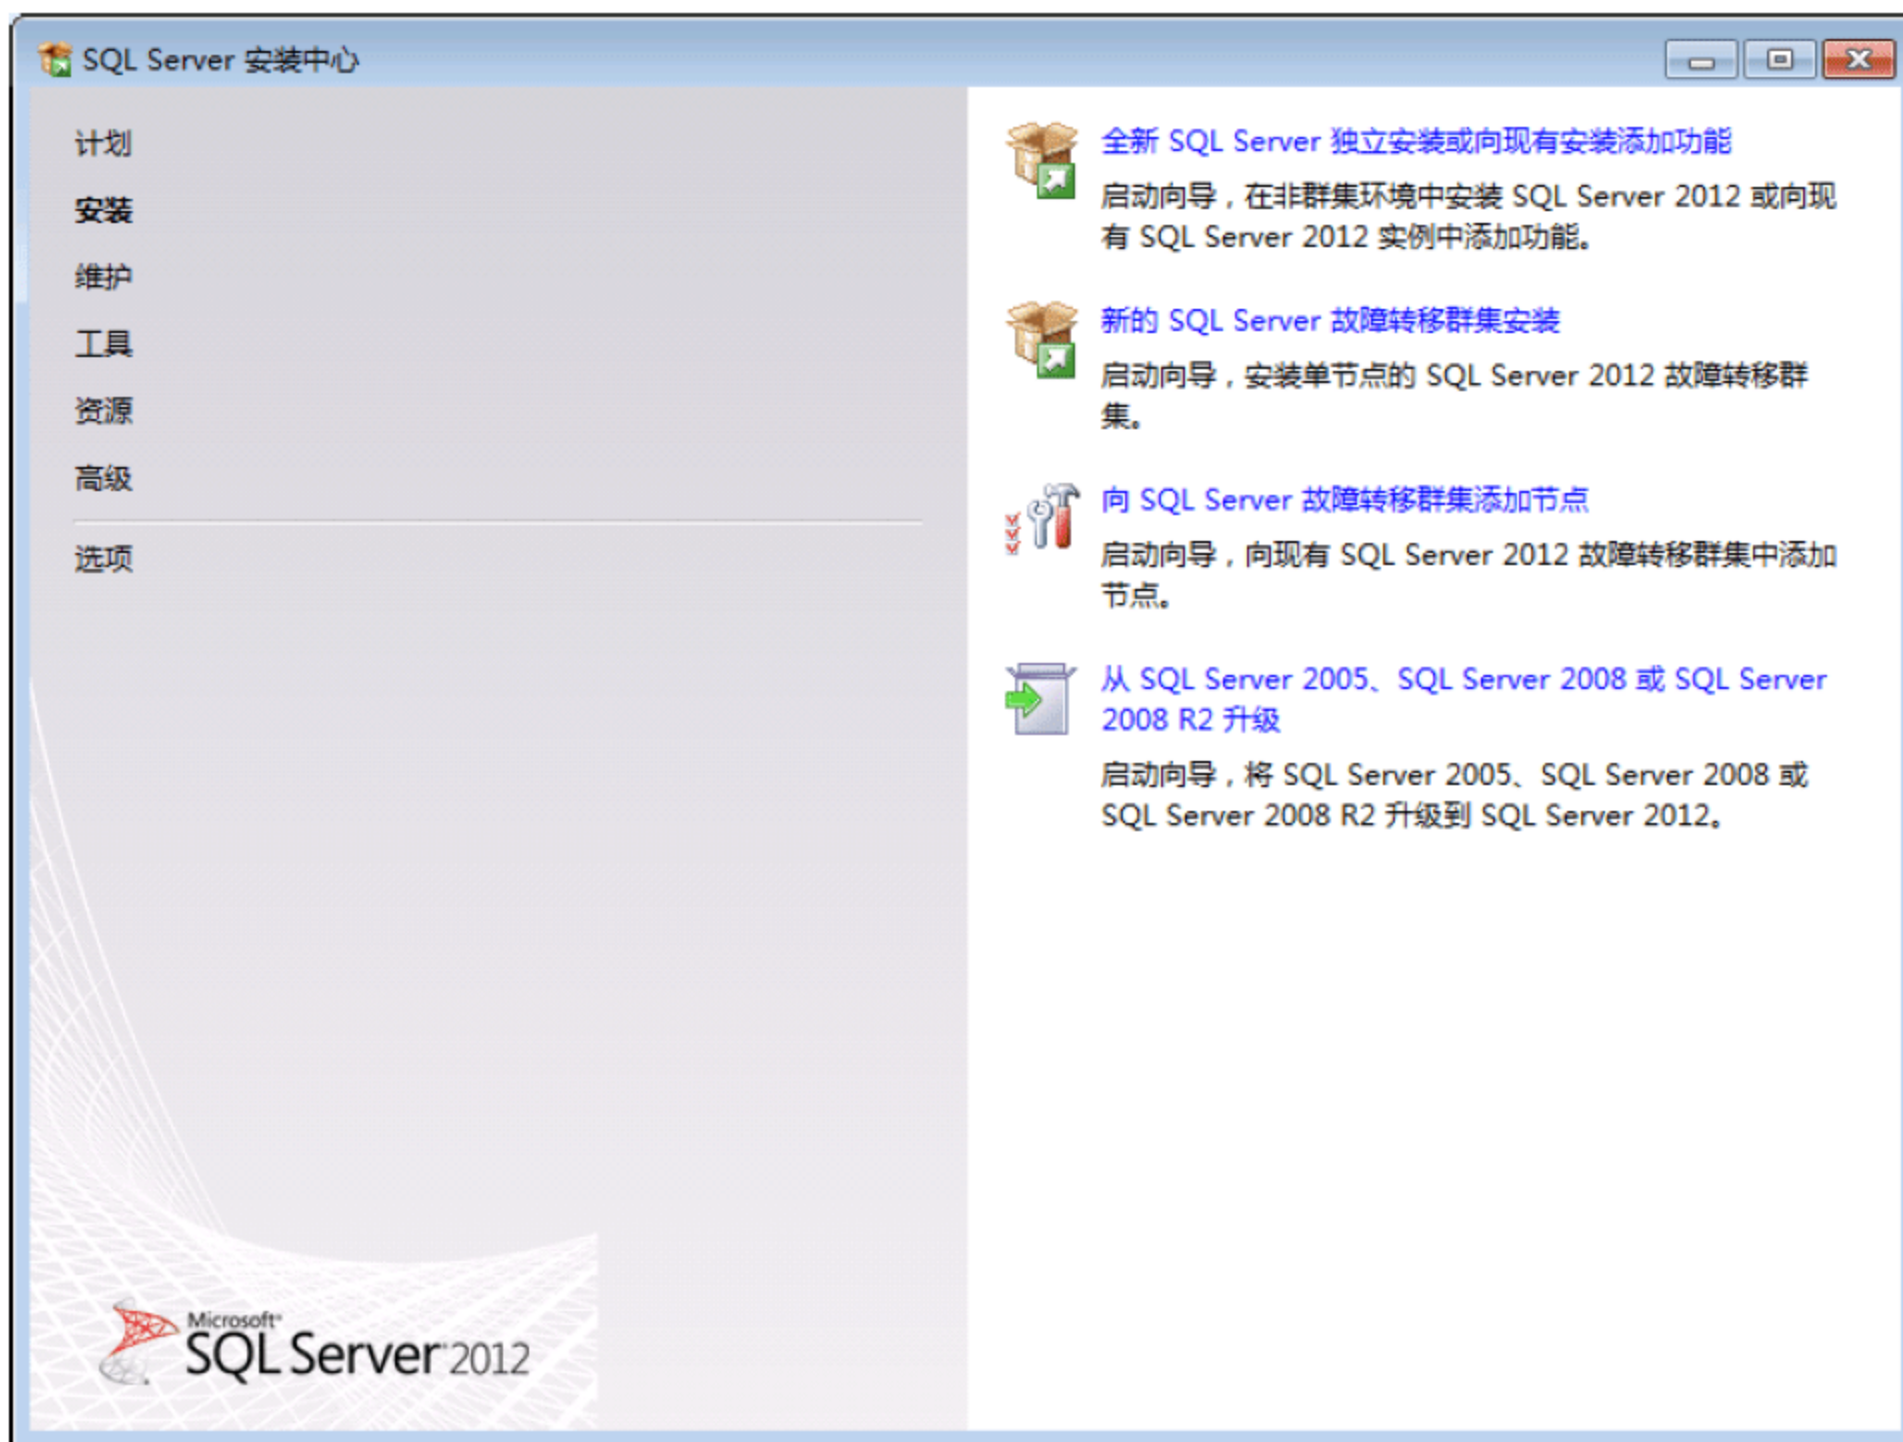 SQL Server 安装中心
计划
安装
维护
工具
资源
高级
选项
全新 SQL Server 独立安装或向现有安装添加功能
启动向导，在非群集环境中安装 SQL Server 2012 或向现
有 SQL Server 2012 实例中添加功能。
新的 SQL Server 故障转移群集安装
启动向导，安装单节点的 SQL Server 2012 故障转移群
集。
向 SQL Server 故障转移群集添加节点
启动向导，向现有 SQL Server 2012 故障转移群集中添加
节点。
从 SQL Server 2005、SQL Server 2008 或 SQL Server
2008 R2 升级
启动向导，将 SQL Server 2005、SQL Server 2008 或
SQL Server 2008 R2 升级到 SQL Server 2012。
Microsoft
SQL Server 2012